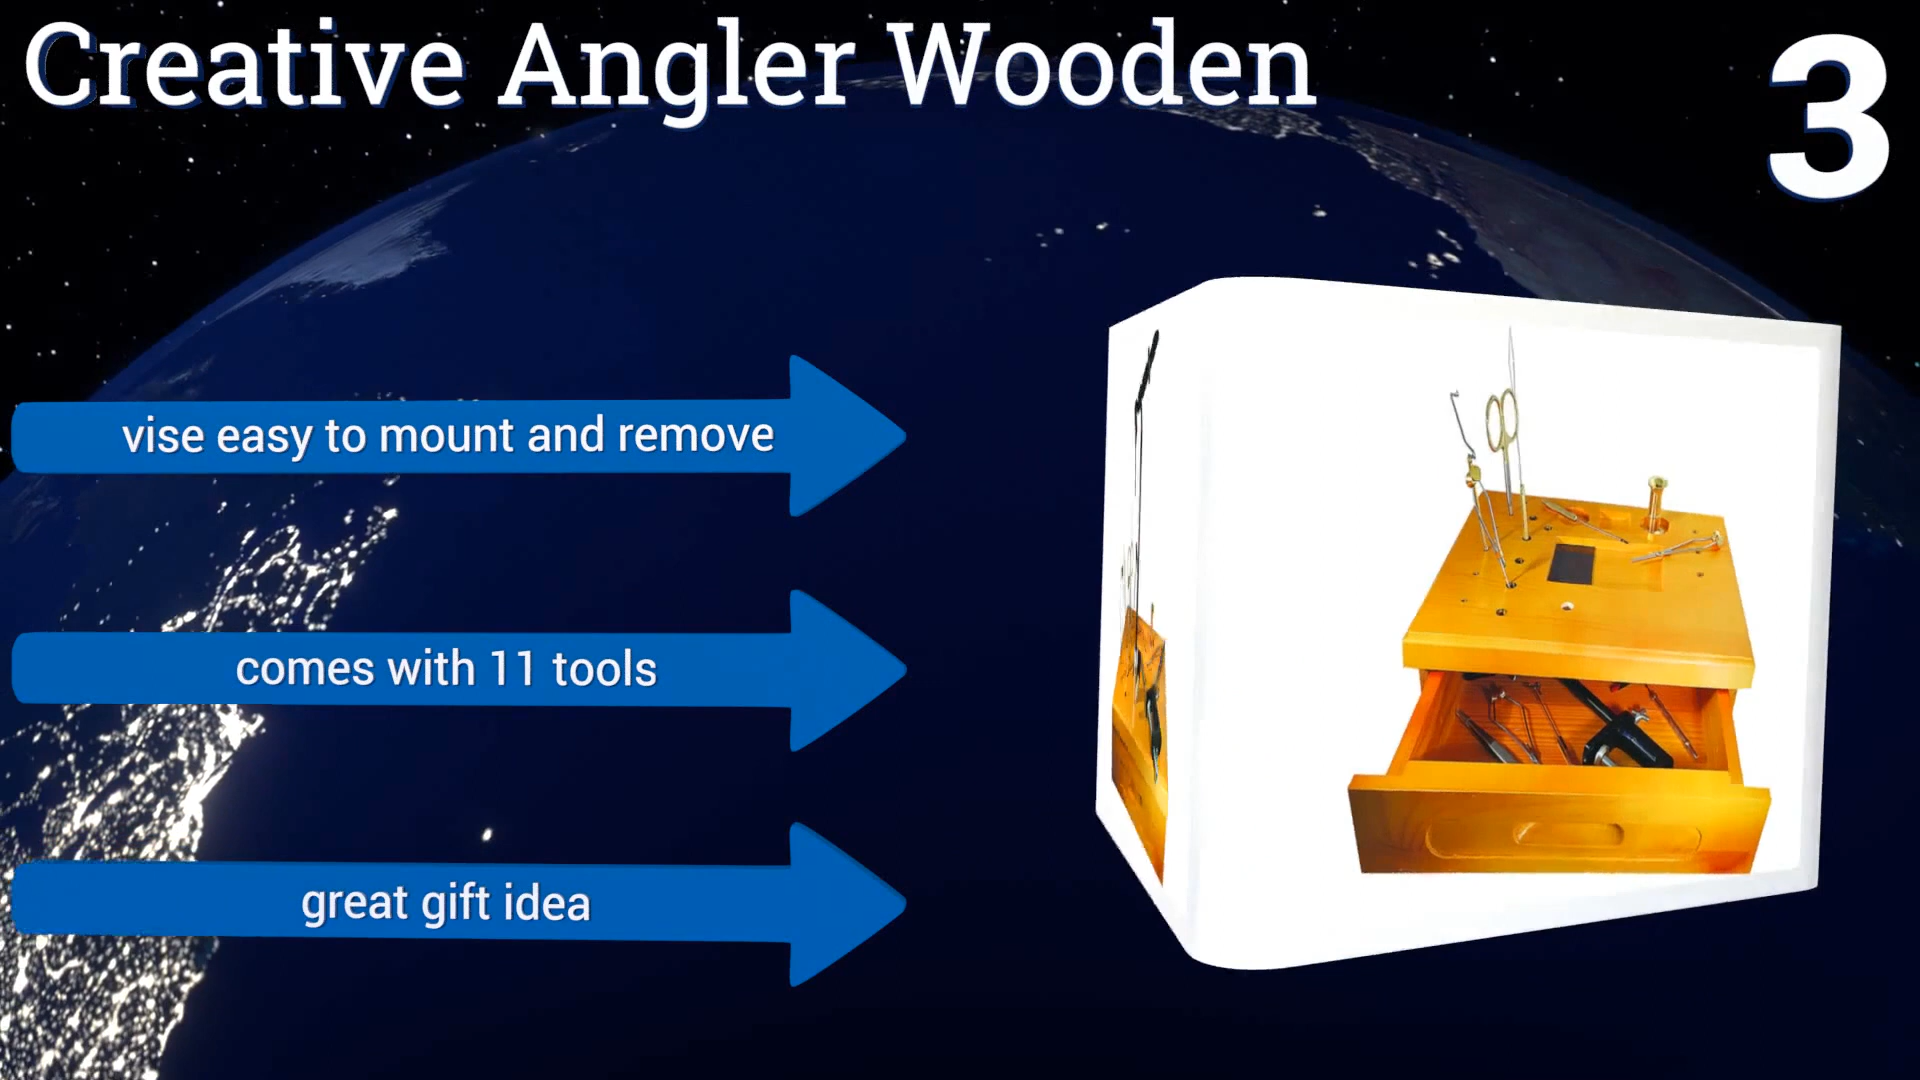 Creative Angler Wooden
3
vise easy to mount and remove
comes with 11 tools
great gift idea